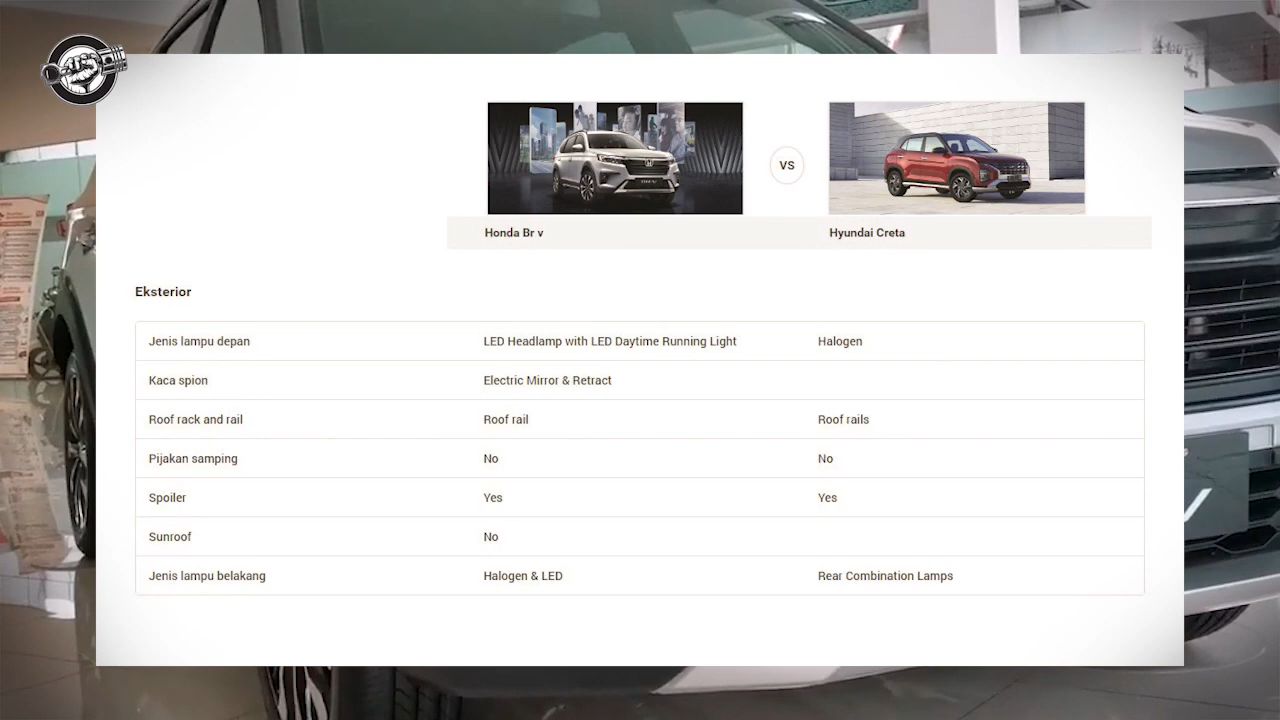 VS
Honda Br v
Hyundai Creta
Eksterior
Jenis lampu depan LED Headlamp with LED Daytime Running Light Halogen
Kaca spion Electric Mirror & Retract
Roof rack and rail Roof rail Roof rails
Pijakan samping No No
Spoiler Yes Yes
Sunroof No
Jenis lampu belakang Halogen & LED Rear Combination Lamps